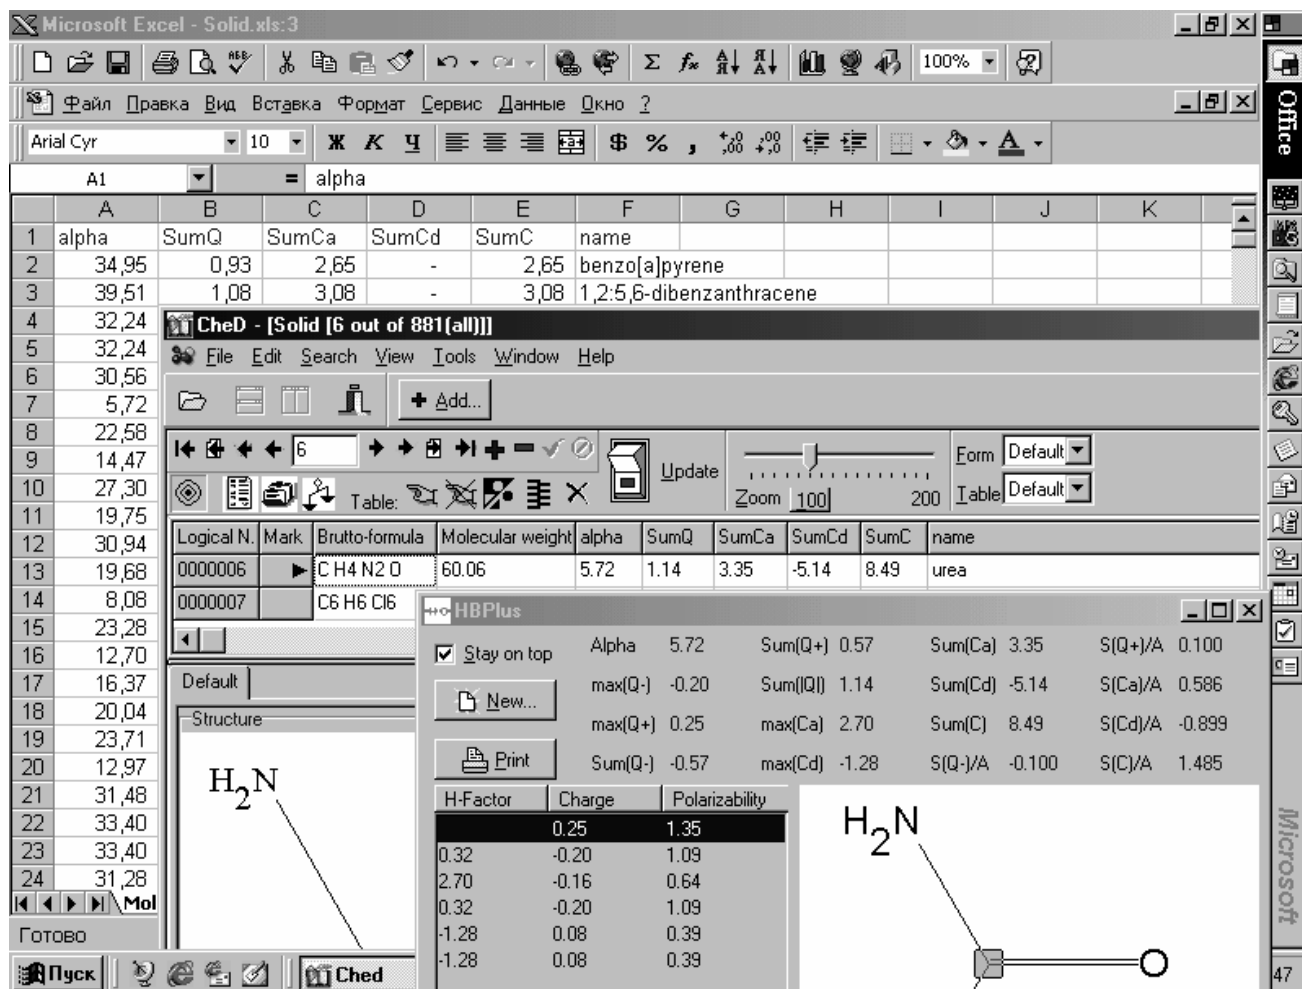 Microsoft Excel - Solid.xls:3
100%
Файл Правка Вид Вставка Формат Сервис Данные Окно ?
Arial Cyr 10 Ж К Ч $ % ,
A1 = alpha
A B C D E F G H I J K
1 alpha SumQ SumCa SumCd SumC name
2 34,95 0,93 2,65 - 2,65 benzo[a]pyrene
3 39,51 1,08 3,08 - 3,08 1,2:5,6-dibenzanthracene
4 32,24
5 32,24
6 30,56
7 5,72
8 22,58
9 14,47
10 27,30
11 19,75
12 30,94
13 19,68
14 8,08
15 23,28
16 12,70
17 16,37
18 20,04
19 23,71
20 12,97
21 31,48
22 33,40
23 33,40
24 31,28
Mol
Готово
Пуск
Ched
CheD - [Solid [6 out of 881(all)]]
File Edit Search View Tools Window Help
Add...
6
Update
Zoom 100 200
Form Default
Table: Table Default
Logical N. Mark Brutto-formula Molecular weight alpha SumQ SumCa SumCd SumC name
0000006 C H4 N2 O 60.06 5.72 1.14 3.35 -5.14 8.49 urea
0000007 C6 H6 Cl6
Default
Structure
H2N
HBPlus
Stay on top
New...
Print
Alpha 5.72 Sum(Q+) 0.57 Sum(Ca) 3.35 S(Q+)/A 0.100
max(Q-) -0.20 Sum(|Q|) 1.14 Sum(Cd) -5.14 S(Ca)/A 0.586
max(Q+) 0.25 max(Ca) 2.70 Sum(C) 8.49 S(Cd)/A -0.899
Sum(Q-) -0.57 max(Cd) -1.28 S(Q-)/A -0.100 S(C)/A 1.485
H-Factor Charge Polarizability
0.25 1.35
0.32 -0.20 1.09
2.70 -0.16 0.64
0.32 -0.20 1.09
-1.28 0.08 0.39
-1.28 0.08 0.39
H2N
O
Office
Microsoft
47